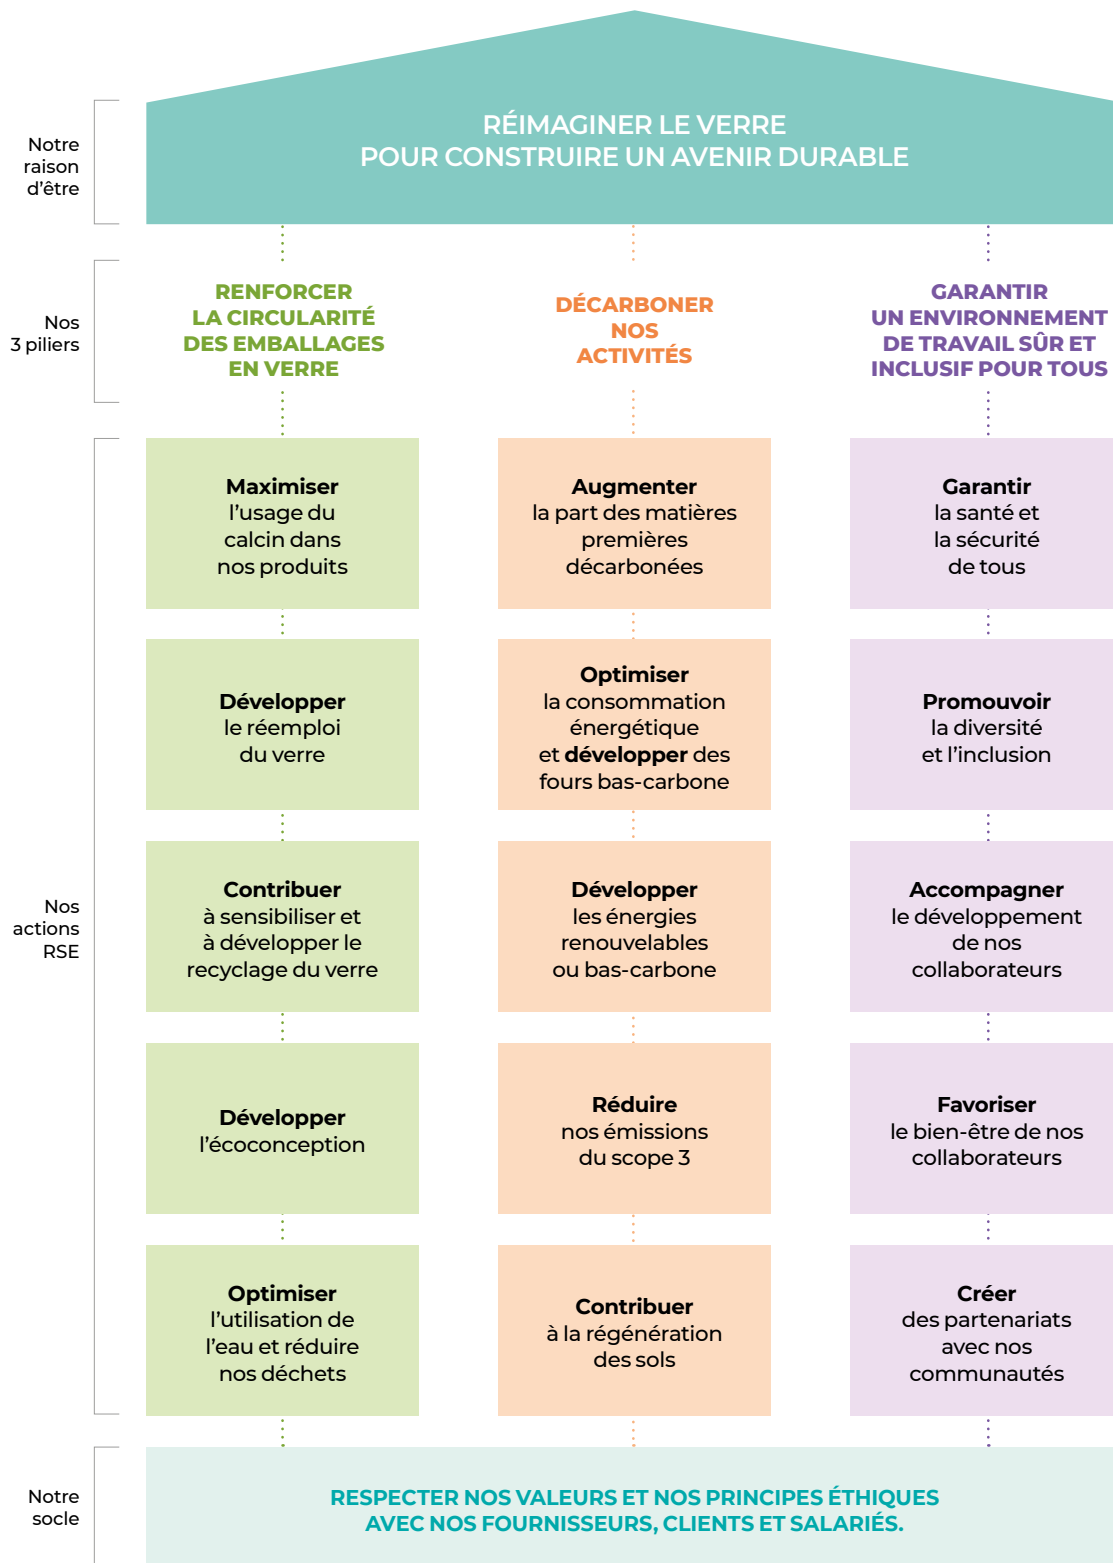 Notre
raison
d'être
RÉIMAGINER LE VERRE
POUR CONSTRUIRE UN AVENIR DURABLE
Nos
3 piliers
RENFORCER
LA CIRCULARITÉ
DES EMBALLAGES
EN VERRE
DÉCARBONER
NOS
ACTIVITÉS
GARANTIR
UN ENVIRONNEMENT
DE TRAVAIL SÛR ET
INCLUSIF POUR TOUS
Nos
actions
RSE
Maximiser
l'usage du
calcin dans
nos produits
Augmenter
la part des matières
premières
décarbonées
Garantir
la santé et
la sécurité
de tous
Développer
le réemploi
du verre
Optimiser
la consommation
énergétique
et développer des
fours bas-carbone
Promouvoir
la diversité
et l'inclusion
Contribuer
à sensibiliser et
à développer le
recyclage du verre
Développer
les énergies
renouvelables
ou bas-carbone
Accompagner
le développement
de nos
collaborateurs
Développer
l'écoconception
Réduire
nos émissions
du scope 3
Favoriser
le bien-être de nos
collaborateurs
Optimiser
l'utilisation de
l'eau et réduire
nos déchets
Contribuer
à la régénération
des sols
Créer
des partenariats
avec nos
communautés
Notre
socle
RESPECTER NOS VALEURS ET NOS PRINCIPES ÉTHIQUES
AVEC NOS FOURNISSEURS, CLIENTS ET SALARIÉS.